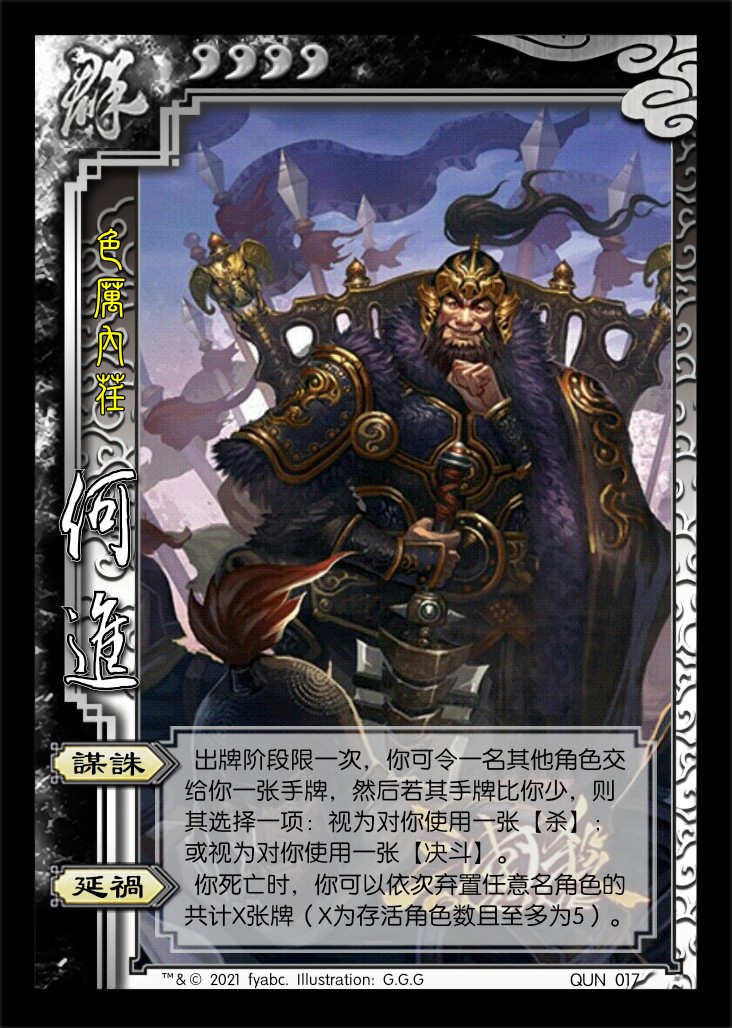 群
色厲內荏
何進
謀誅
出牌阶段限一次，你可令一名其他角色交
给你一张手牌，然后若其手牌比你少，则
其选择一项：视为对你使用一张【杀】；
或视为对你使用一张【决斗】。
延禍
你死亡时，你可以依次弃置任意名角色的
共计X张牌（X为存活角色数且至多为5）。
™&© 2021 fyabc. Illustration: G.G.G
QUN 017